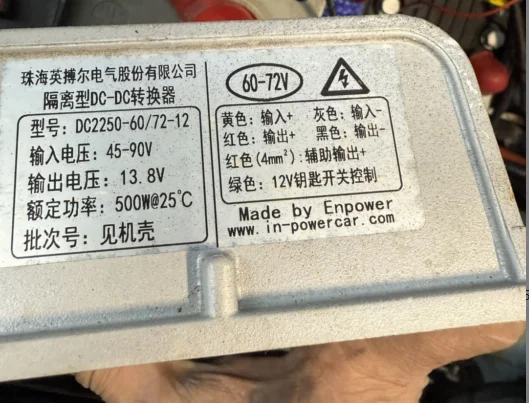 珠海英搏尔电气股份有限公司
隔离型DC-DC转换器
型号: DC2250-60/72-12
输入电压: 45-90V
输出电压: 13.8V
额定功率: 500W@25℃
批次号: 见机壳
60-72V
黄色: 输入+ 灰色: 输入-
红色: 输出+ 黑色: 输出-
红色(4mm²): 辅助输出+
绿色: 12V钥匙开关控制
Made by Enpower
www.in-powercar.com